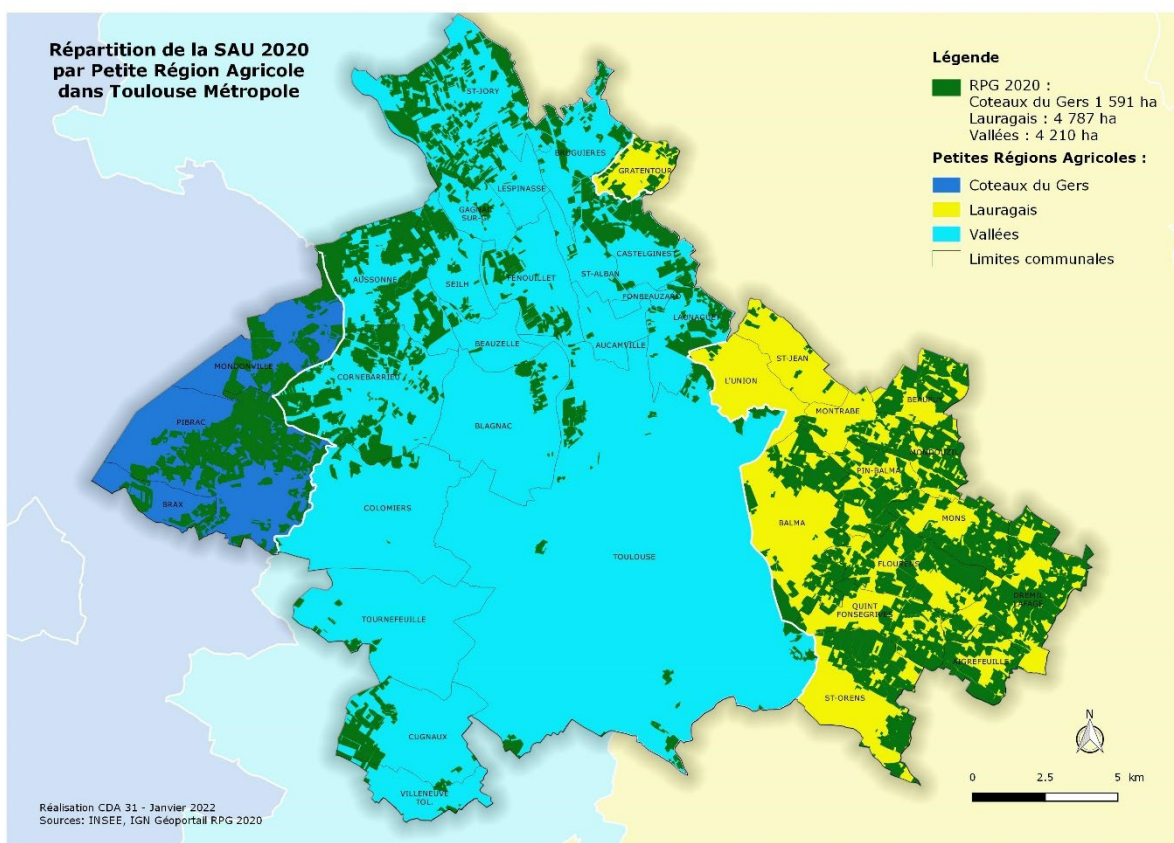 Répartition de la SAU 2020
par Petite Région Agricole
dans Toulouse Métropole
Légende
RPG 2020 :
Coteaux du Gers 1 591 ha
Lauragais : 4 787 ha
Vallées : 4 210 ha
Petites Régions Agricoles :
Coteaux du Gers
Lauragais
Vallées
Limites communales
ST-JORY
BRUGUIERES
GRATENTOUR
LESPINASSE
GAGNAC
SUR-G.
CASTELGINEST
AUSSONNE
SEILH
FENOUILLET
ST-ALBAN
FONBEAUZARD
LAUNAGUET
BEAUZELLE
AUCAMVILLE
ST-JEAN
L'UNION
MONDONVILLE
CORNEBARRIEU
MONTRABE
BEAUPUY
PIBRAC
BLAGNAC
MONDOUZIL
PIN-BALMA
BRAX
COLOMIERS
BALMA
MONS
TOULOUSE
FLOURENS
DREMIL
LAFAGE
QUINT
FONSEGRIVES
TOURNEFEUILLE
AIGREFEUILLE
ST-ORENS
CUGNAUX
VILLENEUVE
TOL.
N
0 2.5 5 km
Réalisation CDA 31 - Janvier 2022
Sources: INSEE, IGN Géoportail RPG 2020